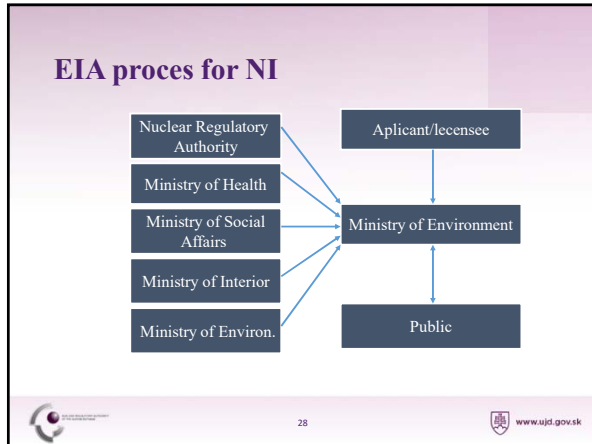 EIA proces for NI
Nuclear Regulatory
Authority
Aplicant/lecensee
Ministry of Health
Ministry of Social
Affairs
Ministry of Environment
Ministry of Interior
Ministry of Environ.
Public
28
www.ujd.gov.sk